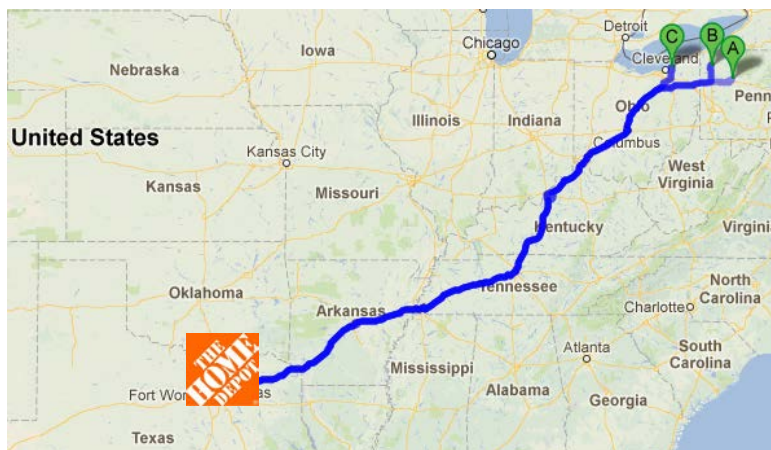 Detroit
C
B
A
Iowa
Chicago
Cleveland
Nebraska
Ohio
Penn
Illinois
Indiana
United States
Columbus
Kansas City
West
Virginia
Kansas
Missouri
Kentucky
Virginia
Oklahoma
Tennessee
Arkansas
North
Carolina
Charlotte
THE
HOME
DEPOT
South
Carolina
Atlanta
Mississippi
Fort Wor
as
Alabama
Georgia
Texas